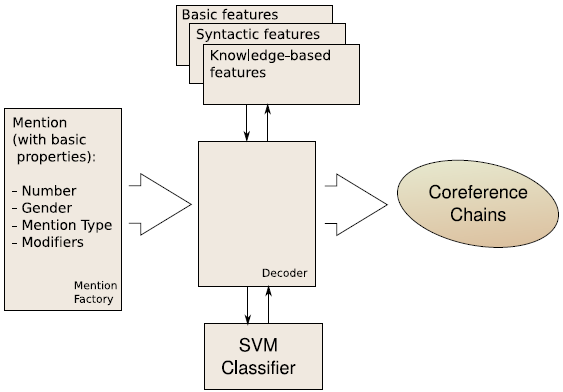 Basic features
Syntactic features
Knowledge-based
features
Mention
(with basic
properties):
– Number
– Gender
– Mention Type
– Modifiers
Mention
Factory
Decoder
Coreference
Chains
SVM
Classifier